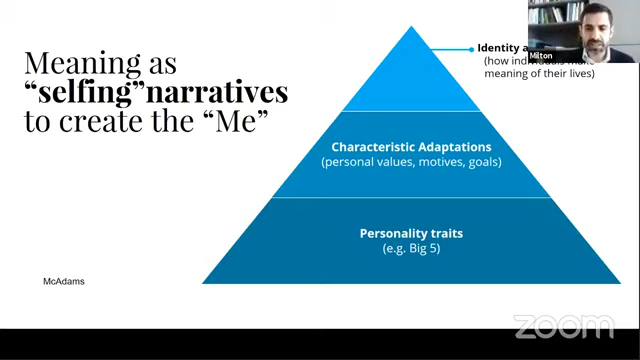 Meaning as
“selfing”narratives
to create the “Me”
Identity a
(how indi
meaning of their lives)
Characteristic Adaptations
(personal values, motives, goals)
Personality traits
(e.g. Big 5)
McAdams
Milton
zoom